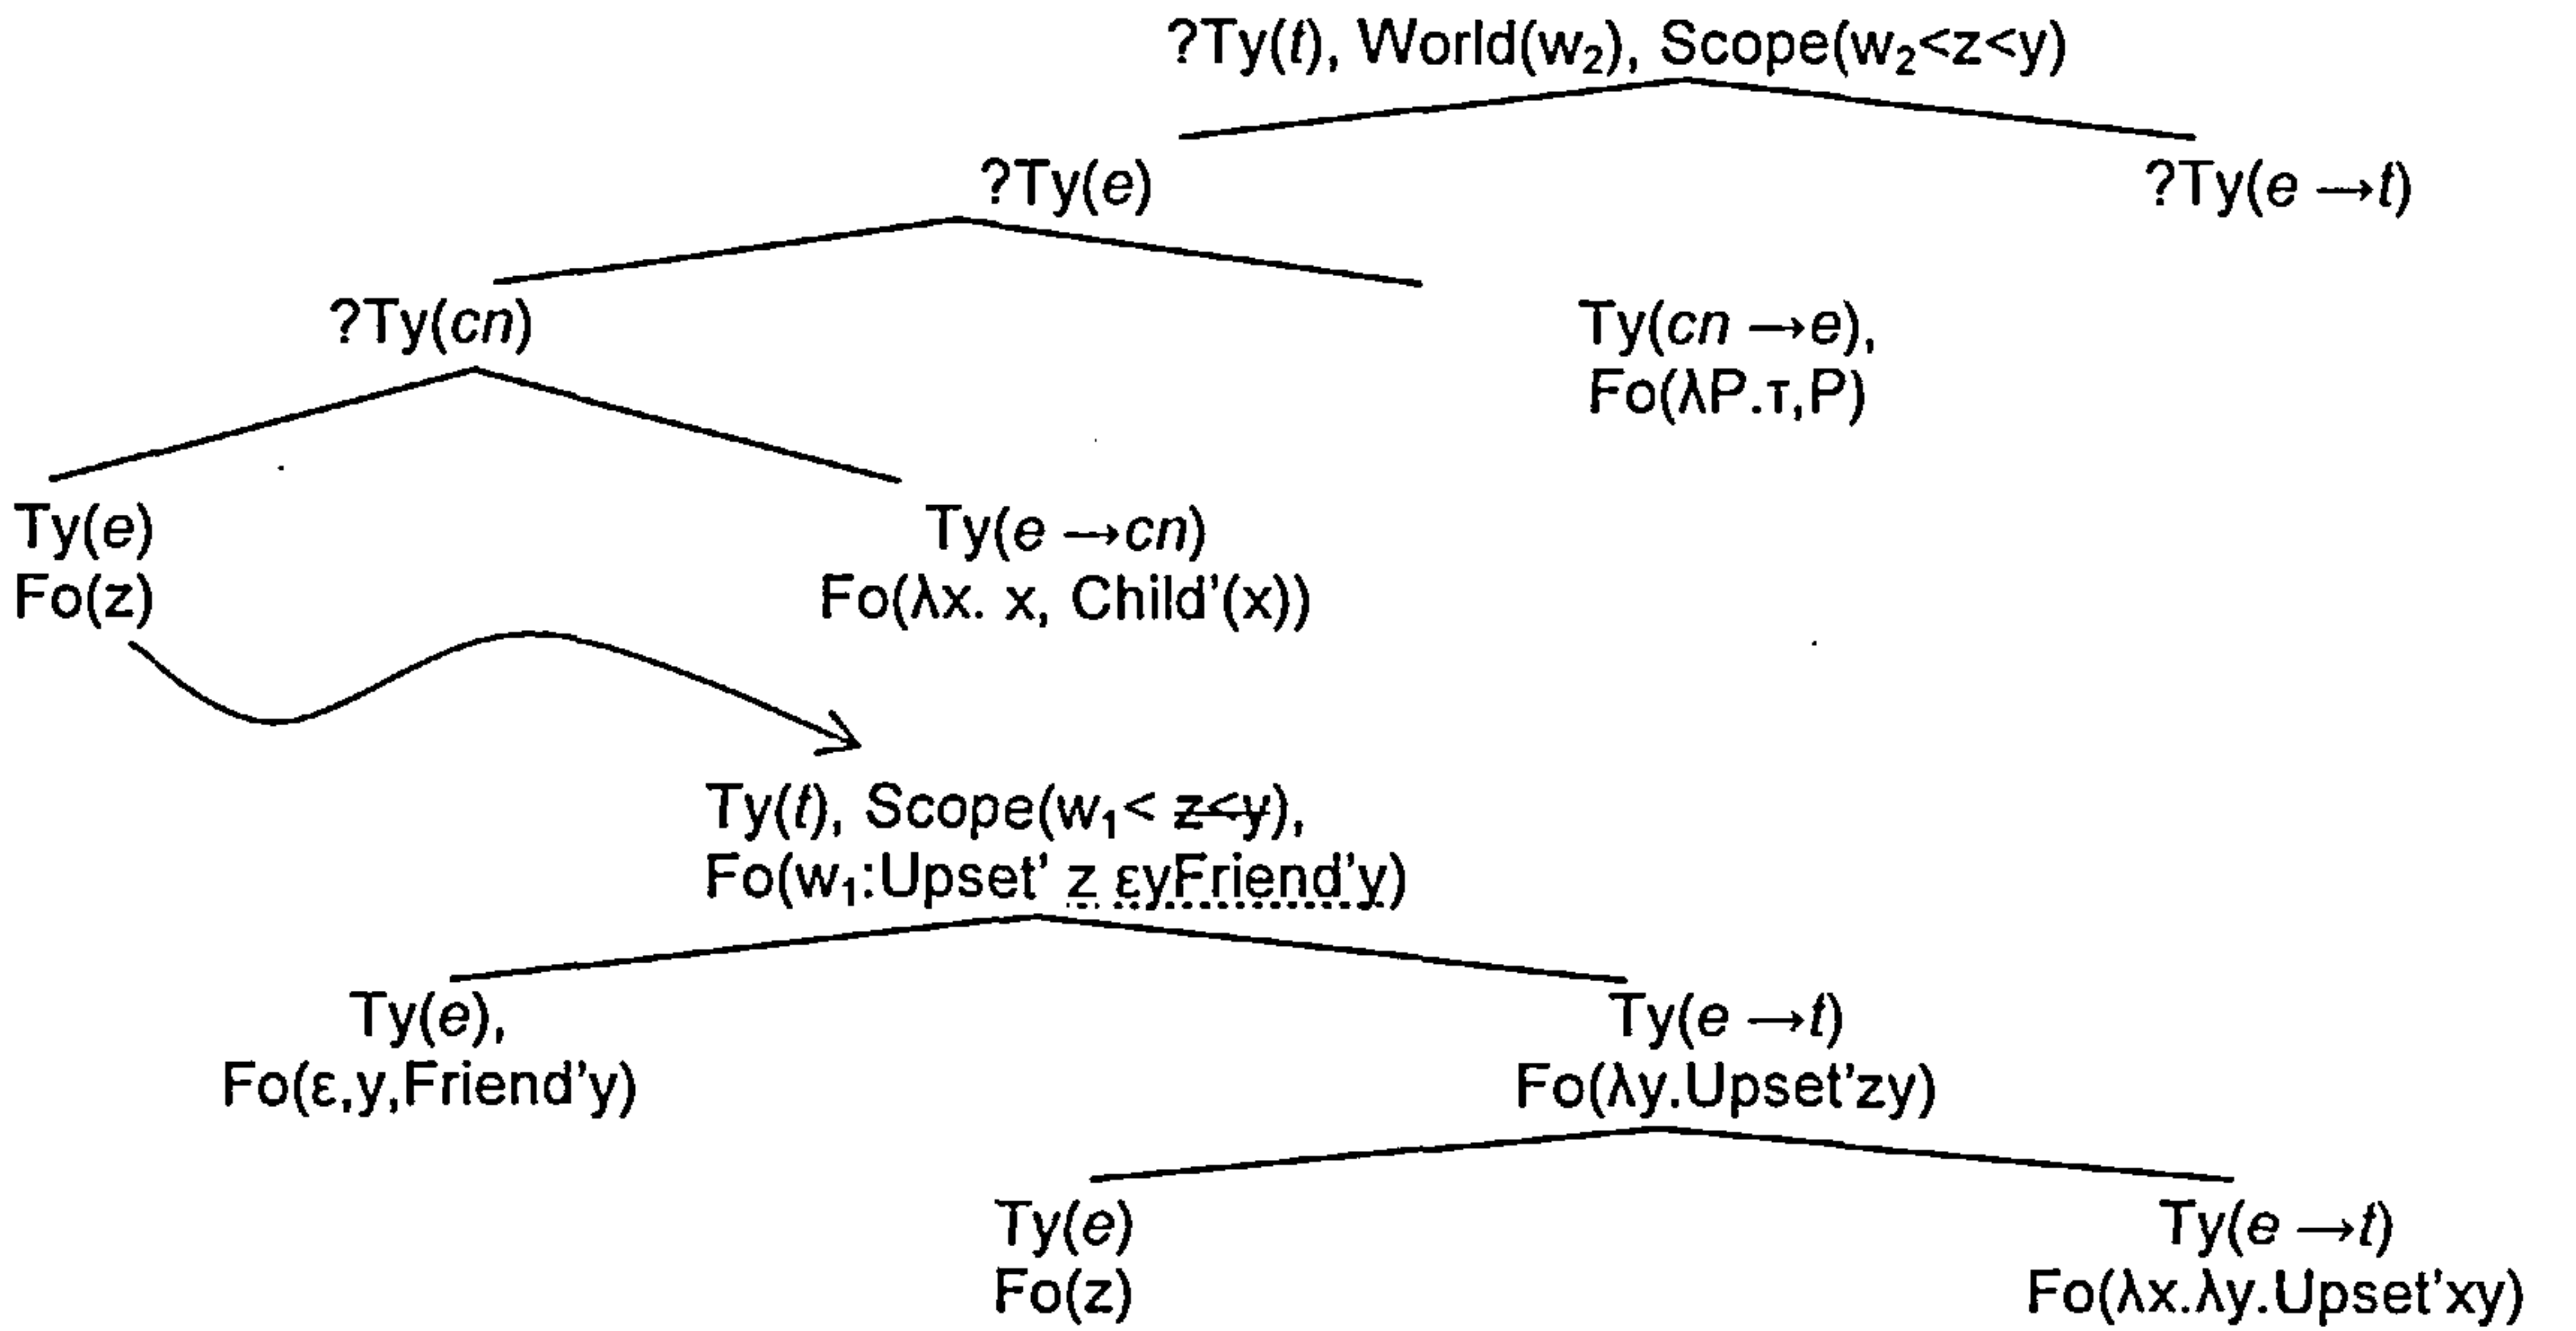 ?Ty(t), World(w₂), Scope(w₂<z<y)
?Ty(e)
?Ty(e →t)
?Ty(cn)
Ty(cn →e),
Fo(λP.τ,P)
Ty(e)
Fo(z)
Ty(e →cn)
Fo(λx. x, Child'(x))
Ty(t), Scope(w₁< z<y),
Fo(w₁:Upset' z εyFriend'y)
Ty(e),
Fo(ε,y,Friend'y)
Ty(e →t)
Fo(λy.Upset'zy)
Ty(e)
Fo(z)
Ty(e →t)
Fo(λx.λy.Upset'xy)